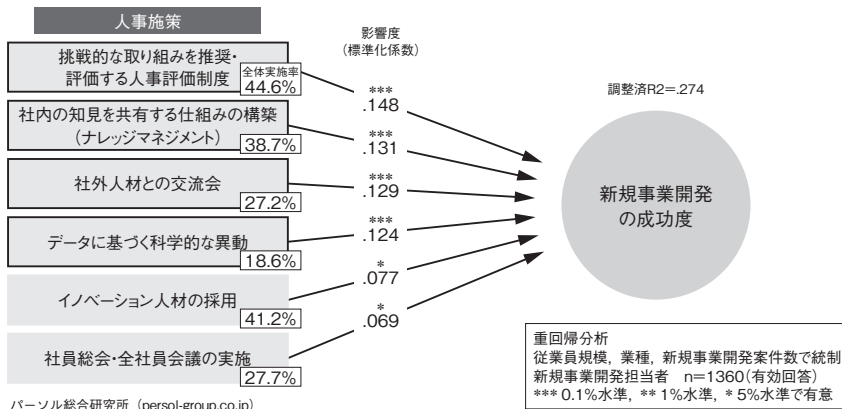 人事施策
影響度
(標準化係数)
挑戦的な取り組みを推奨・
評価する人事評価制度
全体実施率
44.6%
***
.148
社内の知見を共有する仕組みの構築
(ナレッジマネジメント)
38.7%
***
.131
社外人材との交流会
27.2%
***
.129
データに基づく科学的な異動
18.6%
***
.124
イノベーション人材の採用
41.2%
*
.077
社員総会・全社員会議の実施
27.7%
*
.069
調整済R2=.274
新規事業開発
の成功度
重回帰分析
従業員規模, 業種, 新規事業開発案件数で統制
新規事業開発担当者 n=1360(有効回答)
*** 0.1%水準, ** 1%水準, * 5%水準で有意
パーソル総合研究所 (persol-group.co.jp)